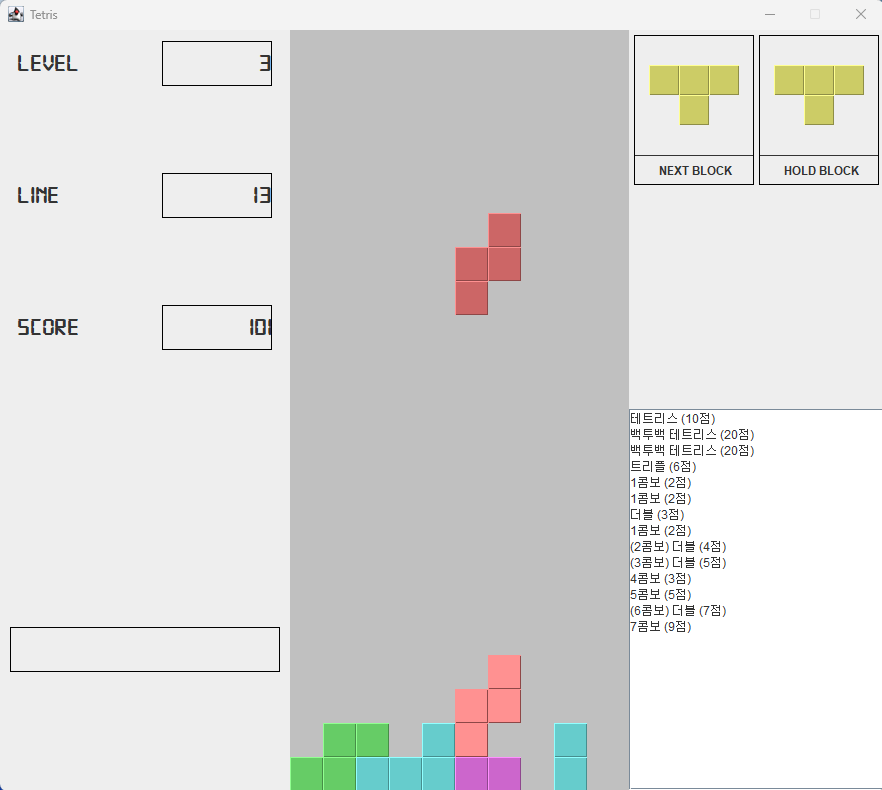 Tetris
LEVEL 3
LINE 13
SCORE 101
NEXT BLOCK
HOLD BLOCK
테트리스 (10점)
백투백 테트리스 (20점)
백투백 테트리스 (20점)
트리플 (6점)
1콤보 (2점)
1콤보 (2점)
더블 (3점)
1콤보 (2점)
(2콤보) 더블 (4점)
(3콤보) 더블 (5점)
4콤보 (3점)
5콤보 (5점)
(6콤보) 더블 (7점)
7콤보 (9점)